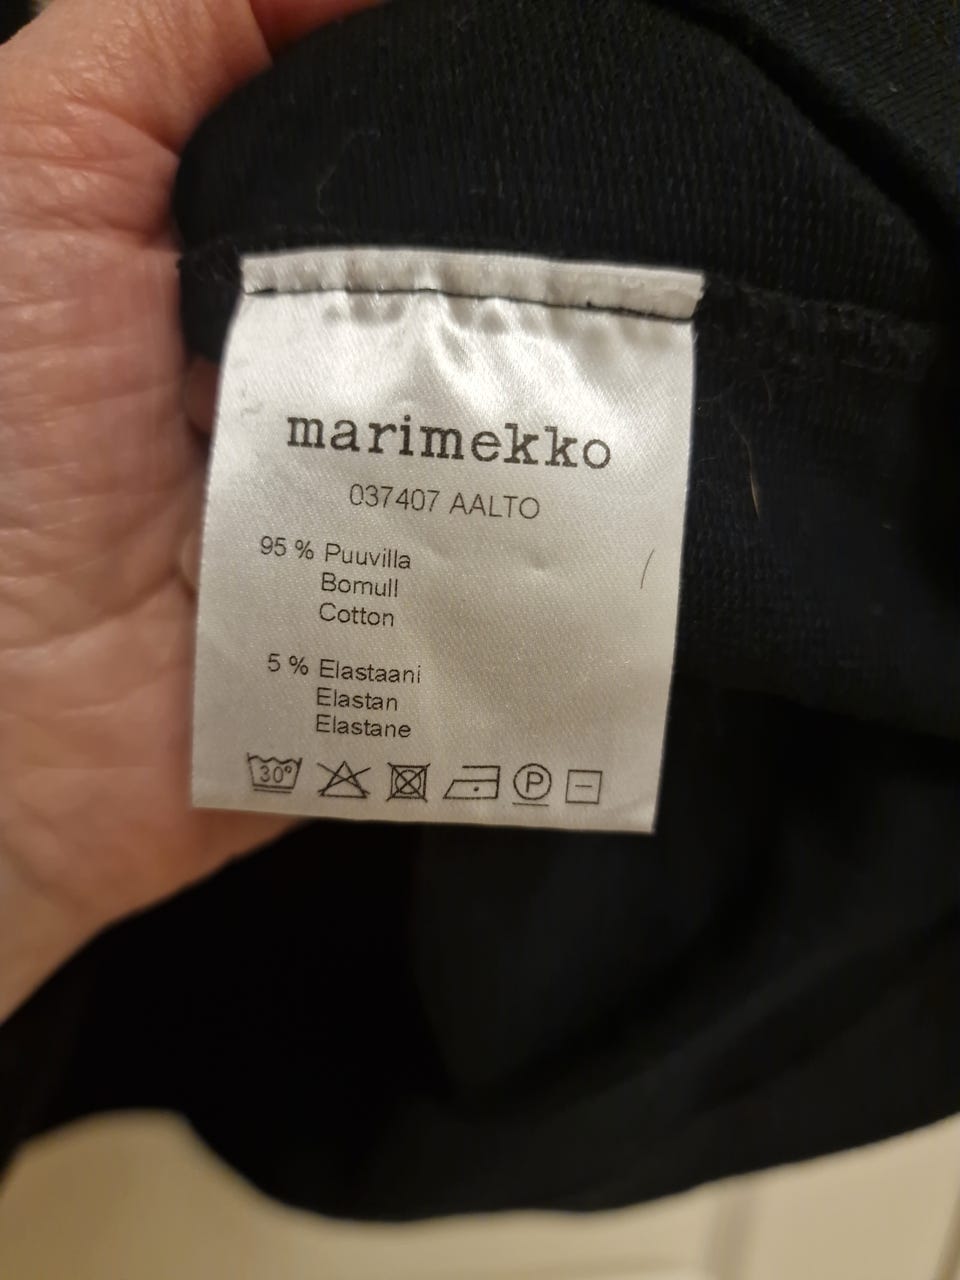 marimekko
037407 AALTO
95 % Puuvilla
Bomull
Cotton
5 % Elastaani
Elastan
Elastane
30° P